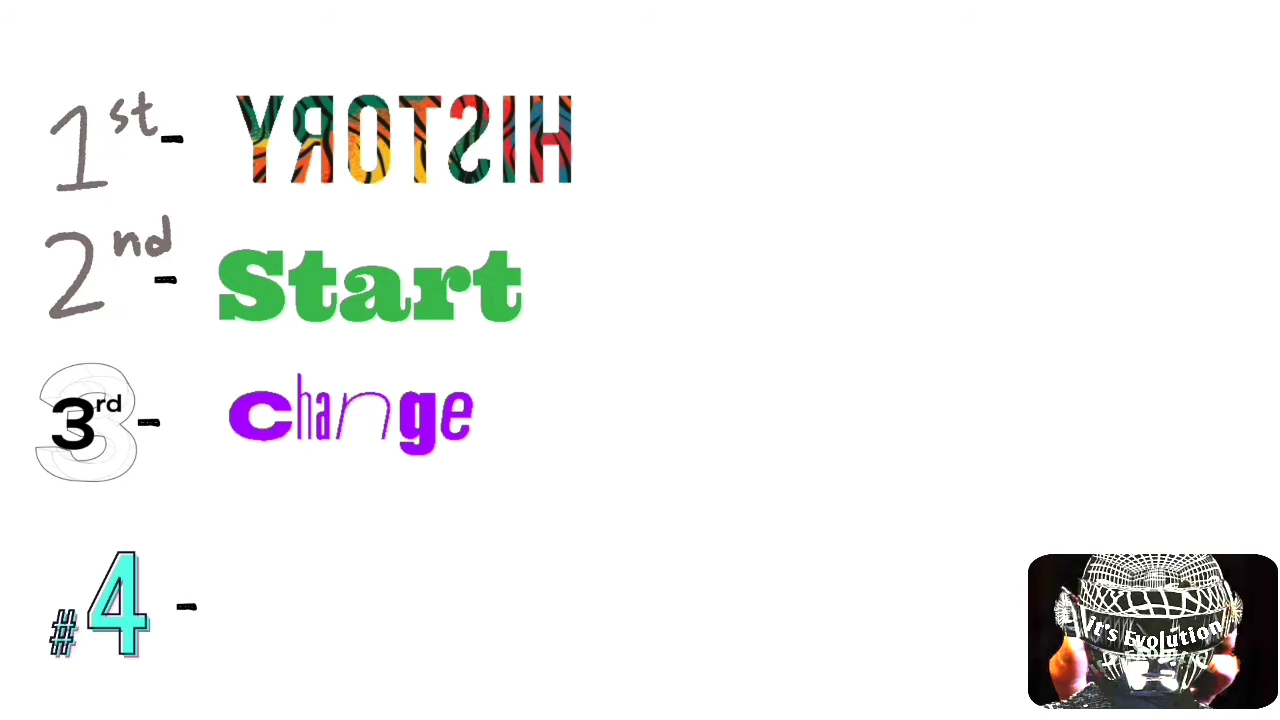 1st -
HISTORY
2nd - Start
3rd - change
#4 -
it's Evolution